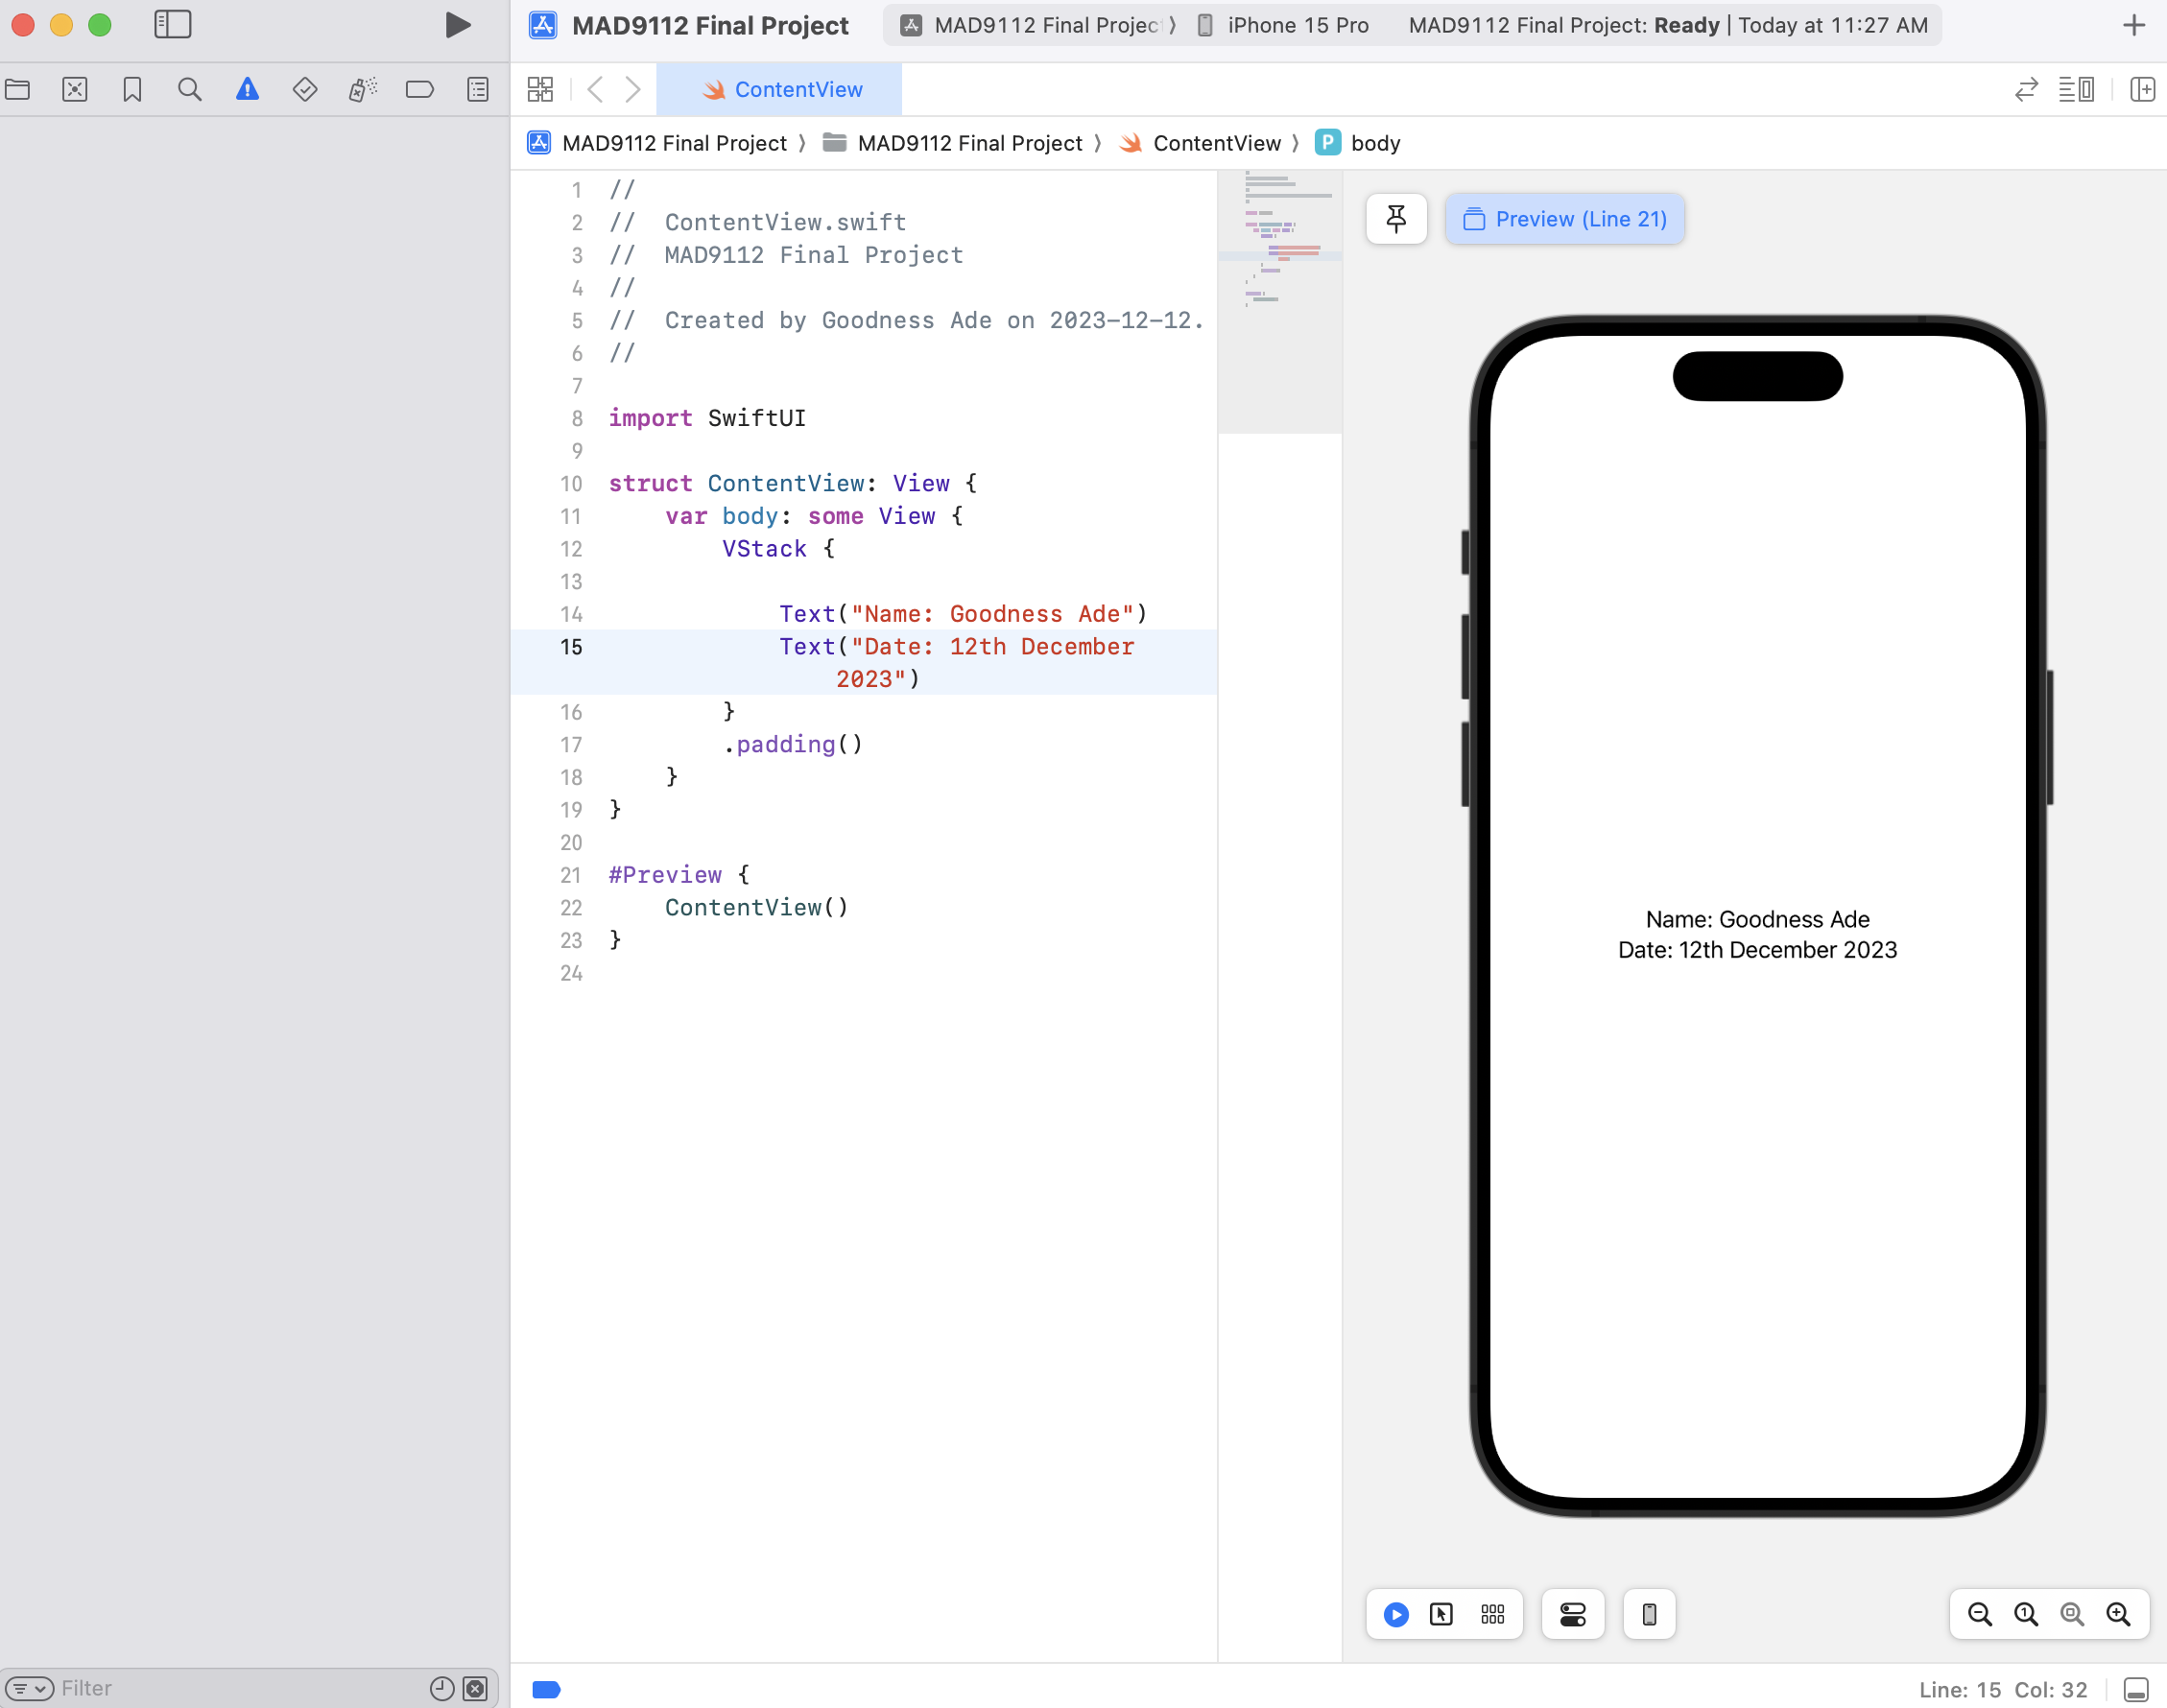 MAD9112 Final Project
MAD9112 Final Projec 〉 iPhone 15 Pro
MAD9112 Final Project: Ready | Today at 11:27 AM
ContentView
MAD9112 Final Project 〉 MAD9112 Final Project 〉 ContentView 〉 P body
1 //
2 //  ContentView.swift
3 //  MAD9112 Final Project
4 //
5 //  Created by Goodness Ade on 2023-12-12.
6 //
7
8 import SwiftUI
9
10 struct ContentView: View {
11     var body: some View {
12         VStack {
13
14             Text("Name: Goodness Ade")
15             Text("Date: 12th December
                2023")
16         }
17         .padding()
18     }
19 }
20
21 #Preview {
22     ContentView()
23 }
24
Preview (Line 21)
Name: Goodness Ade
Date: 12th December 2023
Filter
Line: 15  Col: 32